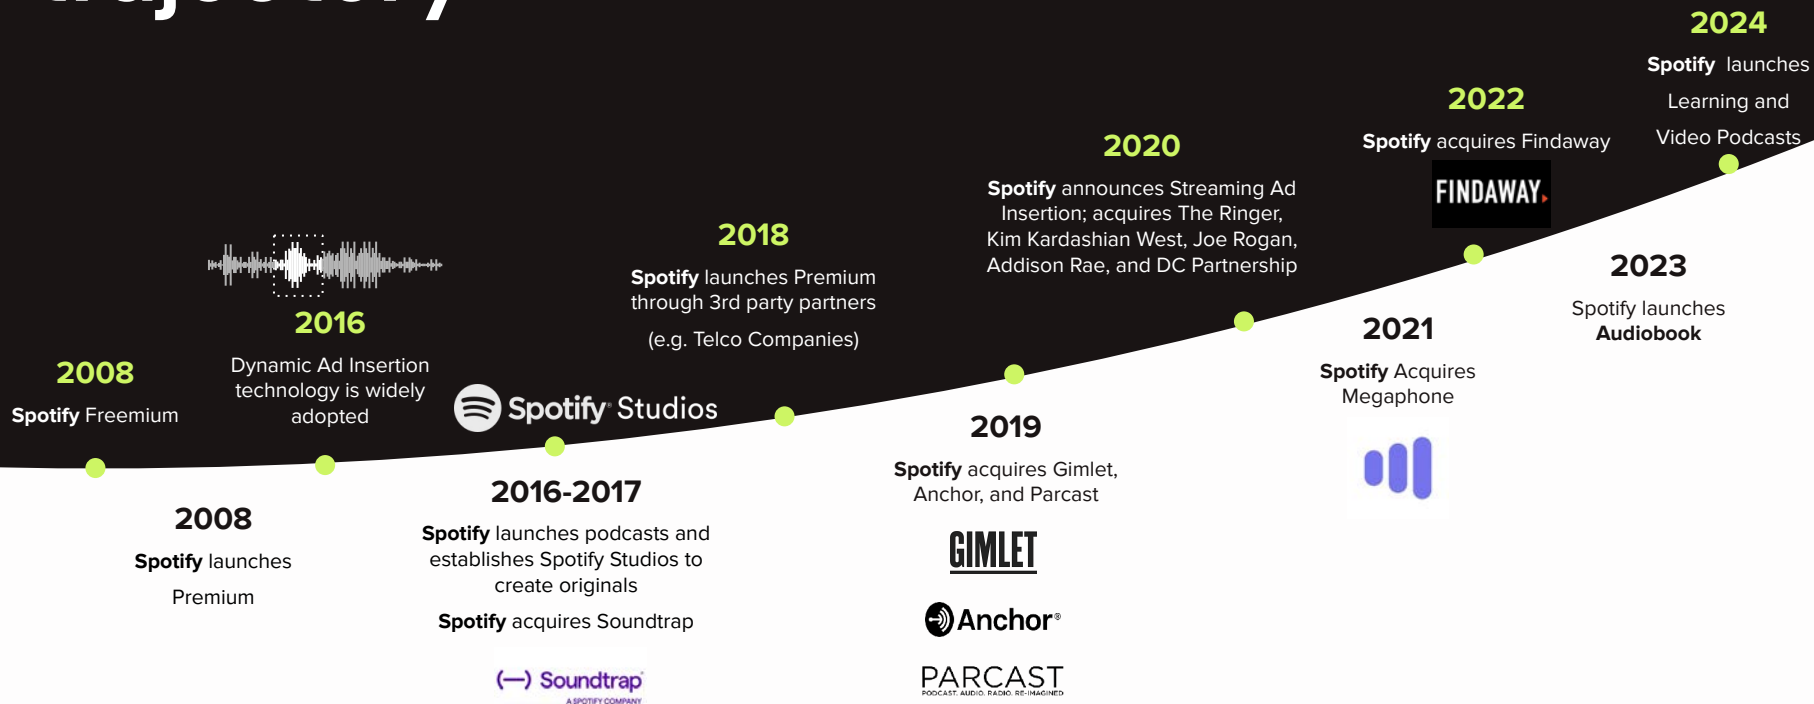 2008
Spotify Freemium
2008
Spotify launches
Premium
2016
Dynamic Ad Insertion
technology is widely
adopted
Spotify Studios
2016-2017
Spotify launches podcasts and
establishes Spotify Studios to
create originals
Spotify acquires Soundtrap
Soundtrap
A SPOTIFY COMPANY
2018
Spotify launches Premium
through 3rd party partners
(e.g. Telco Companies)
2019
Spotify acquires Gimlet,
Anchor, and Parcast
GIMLET
Anchor®
PARCAST
PODCAST. AUDIO. RADIO. RE-IMAGINED
2020
Spotify announces Streaming Ad
Insertion; acquires The Ringer,
Kim Kardashian West, Joe Rogan,
Addison Rae, and DC Partnership
2021
Spotify Acquires
Megaphone
2022
Spotify acquires Findaway
FINDAWAY
2023
Spotify launches
Audiobook
2024
Spotify launches
Learning and
Video Podcasts